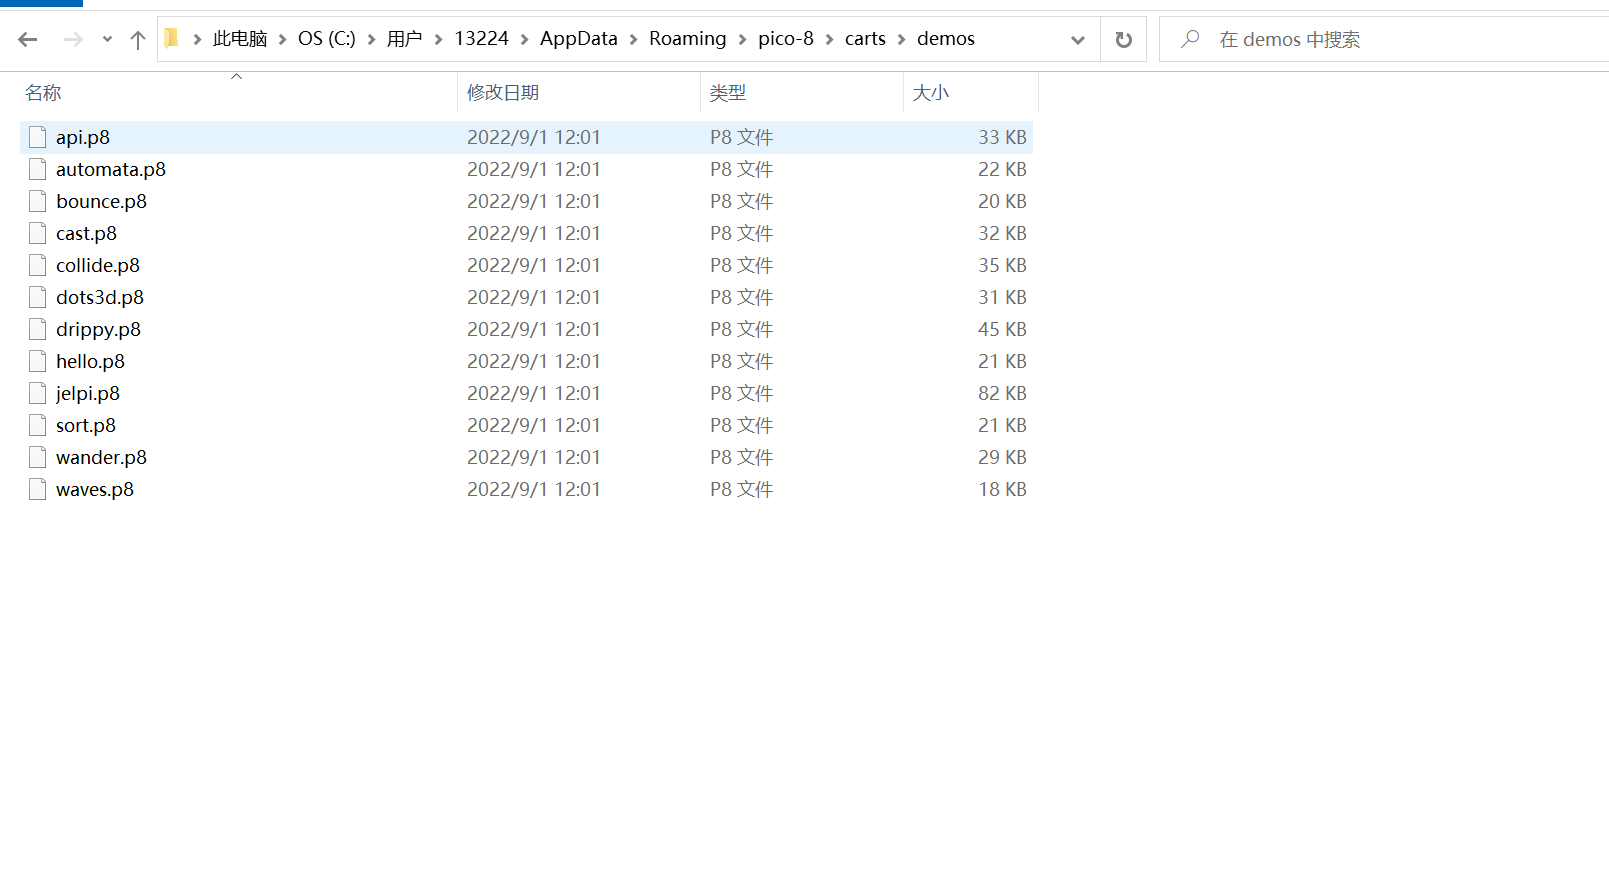 此电脑 OS (C:) 用户 13224 AppData Roaming pico-8 carts demos 在 demos 中搜索
名称 修改日期 类型 大小
api.p8 2022/9/1 12:01 P8 文件 33 KB
automata.p8 2022/9/1 12:01 P8 文件 22 KB
bounce.p8 2022/9/1 12:01 P8 文件 20 KB
cast.p8 2022/9/1 12:01 P8 文件 32 KB
collide.p8 2022/9/1 12:01 P8 文件 35 KB
dots3d.p8 2022/9/1 12:01 P8 文件 31 KB
drippy.p8 2022/9/1 12:01 P8 文件 45 KB
hello.p8 2022/9/1 12:01 P8 文件 21 KB
jelpi.p8 2022/9/1 12:01 P8 文件 82 KB
sort.p8 2022/9/1 12:01 P8 文件 21 KB
wander.p8 2022/9/1 12:01 P8 文件 29 KB
waves.p8 2022/9/1 12:01 P8 文件 18 KB